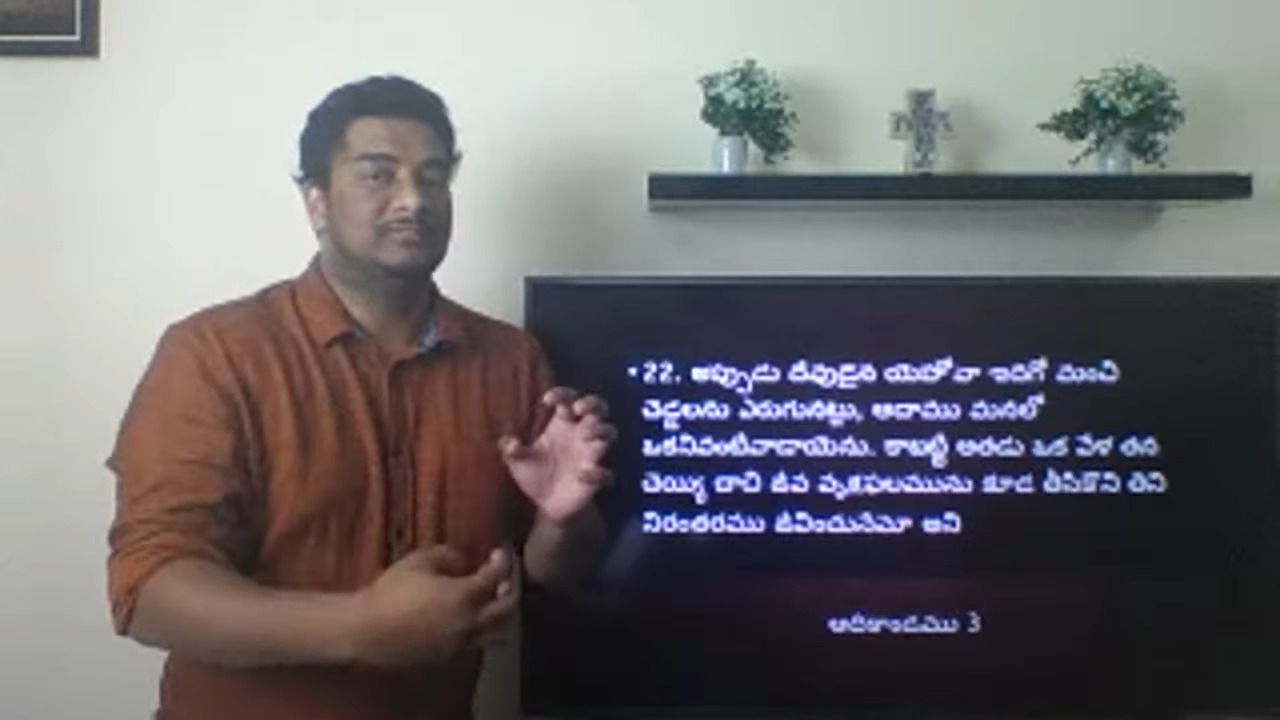 • 22. అప్పుడు దేవుడైన యెహోవా ఇదిగో మంచి
చెడ్డలను ఎరుగునట్లు, ఆదాము మనలో
ఒకనివంటివాడాయెను. కాబట్టి అతడు ఒక వేళ తన
చెయ్యి చాచి జీవ వృక్షఫలమును కూడ తీసికొని తిని
నిరంతరము జీవించునేమో అని
ఆదికాండము 3